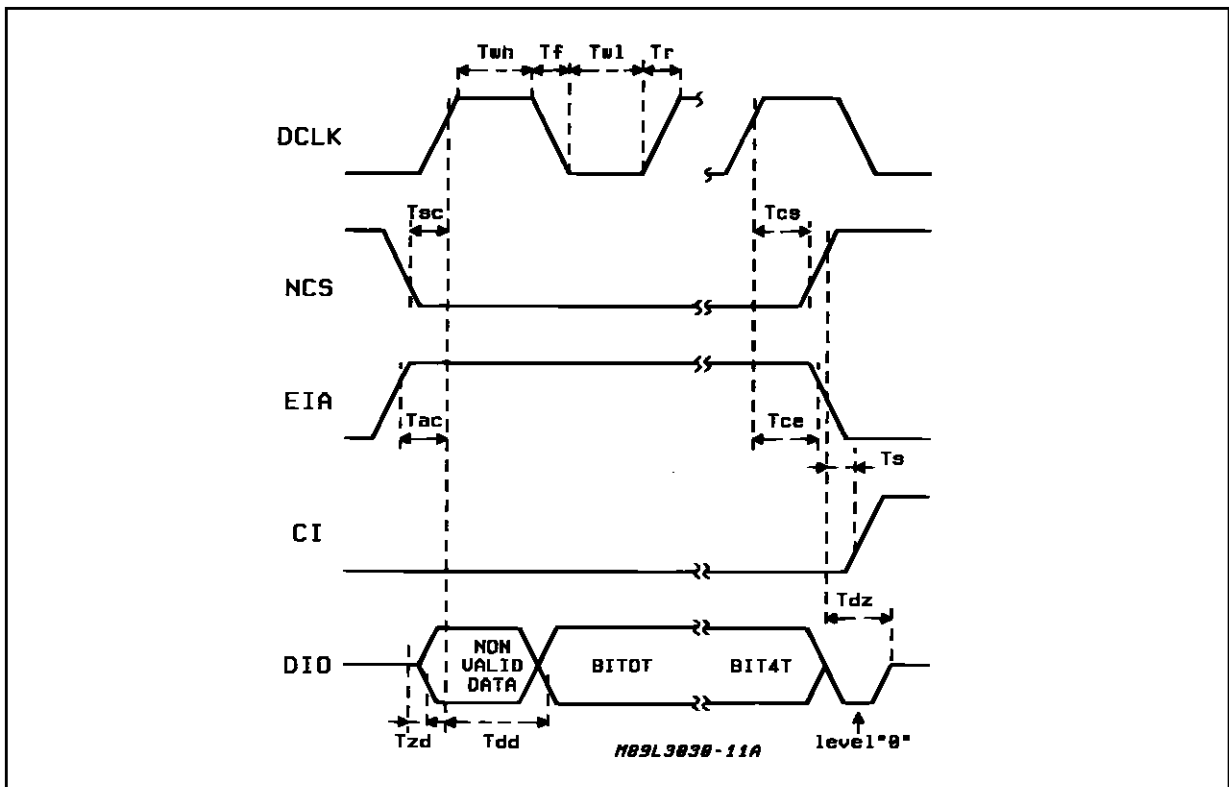 Twh Tf Twl Tr
DCLK
Tsc Tcs
NCS
EIA
Tac Tce
Ts
CI
Tdz
DIO
NON
VALID
DATA
BIT0T BIT4T
Tzd Tdd
M89L3030-11A
level"0"